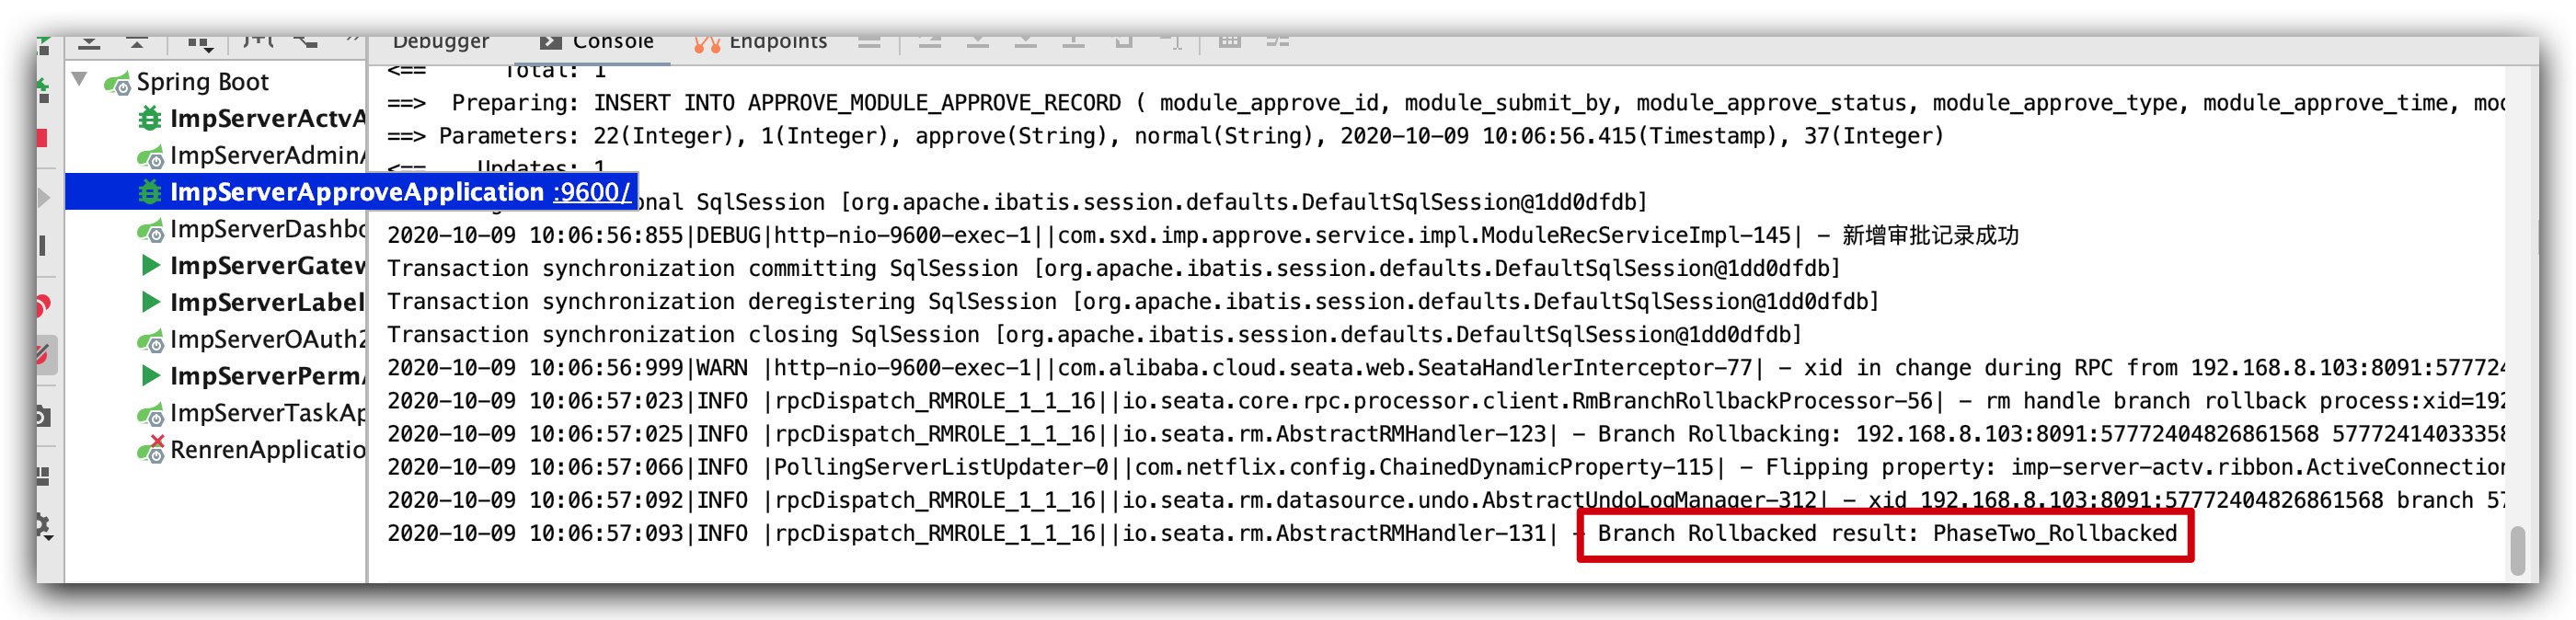 Debugger Console Endpoints
Spring Boot
ImpServerActvA
ImpServerAdminA
ImpServerApproveApplication :9600/
ImpServerDashbo
ImpServerGatew
ImpServerLabel
ImpServerOAuth2
ImpServerPermA
ImpServerTaskAp
RenrenApplicatio
<== Total: 1
==> Preparing: INSERT INTO APPROVE_MODULE_APPROVE_RECORD ( module_approve_id, module_submit_by, module_approve_status, module_approve_type, module_approve_time, moc
==> Parameters: 22(Integer), 1(Integer), approve(String), normal(String), 2020-10-09 10:06:56.415(Timestamp), 37(Integer)
<== Updates: 1
onal SqlSession [org.apache.ibatis.session.defaults.DefaultSqlSession@1dd0dfdb]
2020-10-09 10:06:56:855|DEBUG|http-nio-9600-exec-1||com.sxd.imp.approve.service.impl.ModuleRecServiceImpl-145| - 新增审批记录成功
Transaction synchronization committing SqlSession [org.apache.ibatis.session.defaults.DefaultSqlSession@1dd0dfdb]
Transaction synchronization deregistering SqlSession [org.apache.ibatis.session.defaults.DefaultSqlSession@1dd0dfdb]
Transaction synchronization closing SqlSession [org.apache.ibatis.session.defaults.DefaultSqlSession@1dd0dfdb]
2020-10-09 10:06:56:999|WARN |http-nio-9600-exec-1||com.alibaba.cloud.seata.web.SeataHandlerInterceptor-77| - xid in change during RPC from 192.168.8.103:8091:577724
2020-10-09 10:06:57:023|INFO |rpcDispatch_RMROLE_1_1_16||io.seata.core.rpc.processor.client.RmBranchRollbackProcessor-56| - rm handle branch rollback process:xid=192
2020-10-09 10:06:57:025|INFO |rpcDispatch_RMROLE_1_1_16||io.seata.rm.AbstractRMHandler-123| - Branch Rollbacking: 192.168.8.103:8091:57772404826861568 57772414033358
2020-10-09 10:06:57:066|INFO |PollingServerListUpdater-0||com.netflix.config.ChainedDynamicProperty-115| - Flipping property: imp-server-actv.ribbon.ActiveConnection
2020-10-09 10:06:57:092|INFO |rpcDispatch_RMROLE_1_1_16||io.seata.rm.datasource.undo.AbstractUndoLogManager-312| - xid 192.168.8.103:8091:57772404826861568 branch 57
2020-10-09 10:06:57:093|INFO |rpcDispatch_RMROLE_1_1_16||io.seata.rm.AbstractRMHandler-131| - Branch Rollbacked result: PhaseTwo_Rollbacked